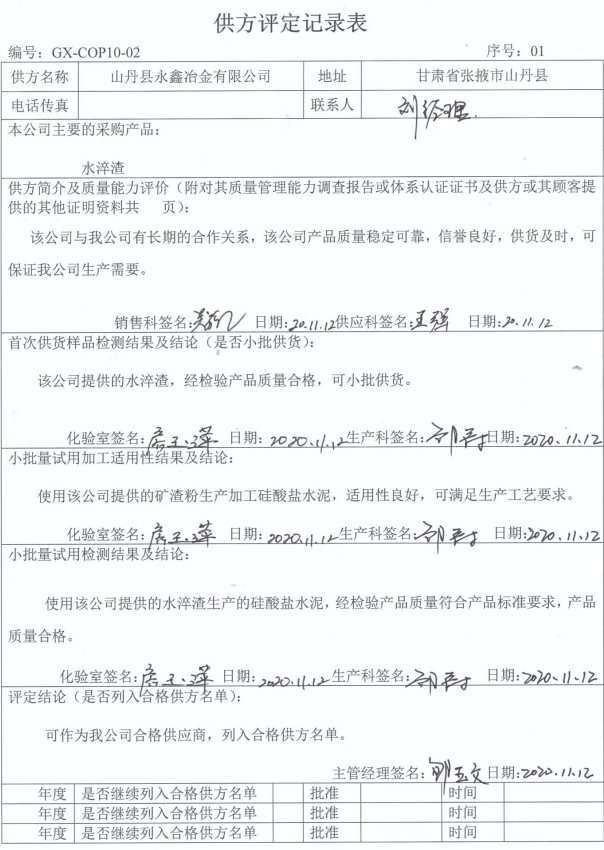 供方评定记录表
编号：GX-COP10-02 序号：01
供方名称 山丹县永鑫冶金有限公司 地址 甘肃省张掖市山丹县
电话传真 联系人 刘经理.
本公司主要的采购产品：
水淬渣
供方简介及质量能力评价（附对其质量管理能力调查报告或体系认证证书及供方或其顾客提
供的其他证明资料共 页）：
该公司与我公司有长期的合作关系，该公司产品质量稳定可靠，信誉良好，供货及时，可
保证我公司生产需要。
销售科签名： 日期：20.11.12 供应科签名：王强 日期：20.11.12
首次供货样品检测结果及结论（是否小批供货）：
该公司提供的水淬渣，经检验产品质量合格，可小批供货。
化验室签名： 日期：2020.11.12 生产科签名： 日期：2020.11.12
小批量试用加工适用性结果及结论：
使用该公司提供的矿渣粉生产加工硅酸盐水泥，适用性良好，可满足生产工艺要求。
化验室签名： 日期：2020.11.12 生产科签名： 日期：2020.11.12
小批量试用检测结果及结论：
使用该公司提供的水淬渣生产的硅酸盐水泥，经检验产品质量符合产品标准要求，产品
质量合格。
化验室签名： 日期：2020.11.12 生产科签名： 日期：2020.11.12
评定结论（是否列入合格供方名单）：
可作为我公司合格供应商，列入合格供方名单。
主管经理签名： 日期：2020.11.12
年度 是否继续列入合格供方名单 批准 时间
年度 是否继续列入合格供方名单 批准 时间
年度 是否继续列入合格供方名单 批准 时间